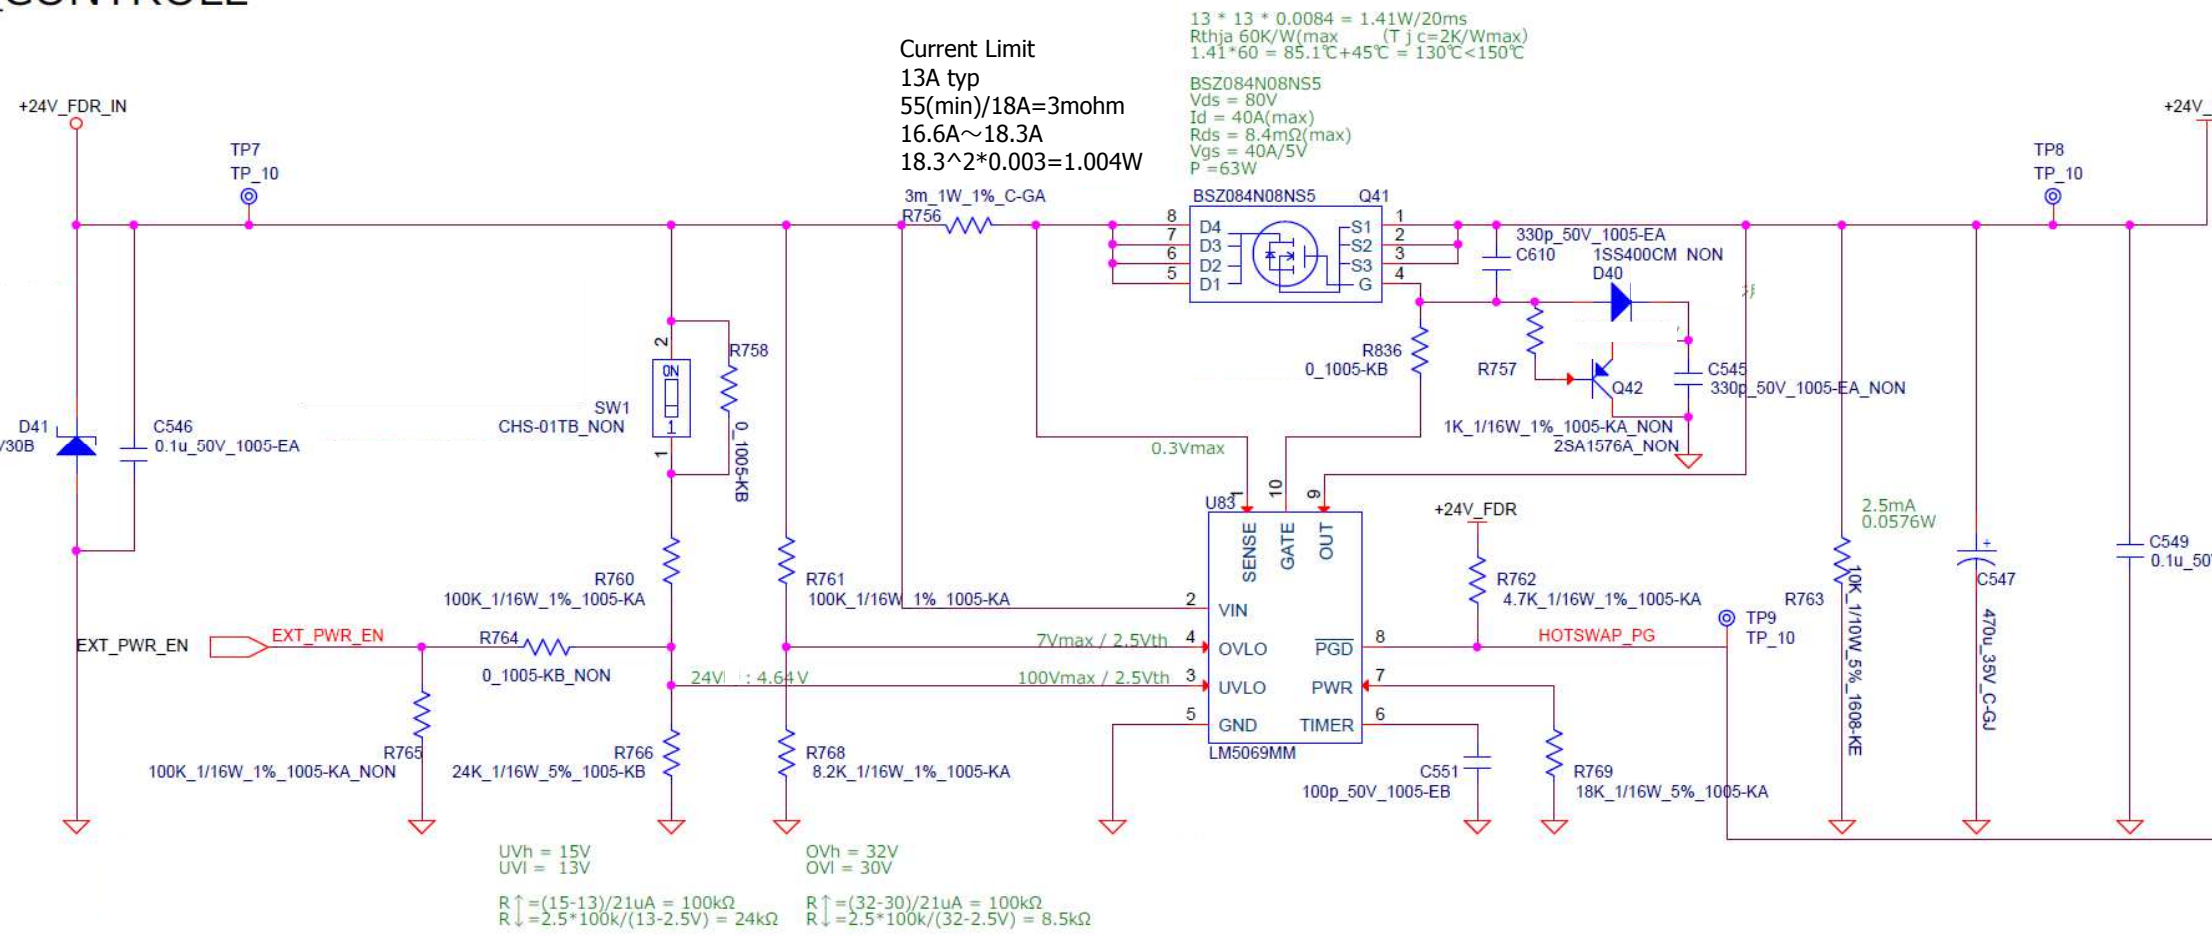 _CONTROLL
13 * 13 * 0.0084 = 1.41W/20ms
Rthja 60K/W(max (Tjc=2K/Wmax)
1.41*60 = 85.1℃+45℃ = 130℃<150℃
Current Limit
13A typ
55(min)/18A=3mohm
16.6A～18.3A
18.3^2*0.003=1.004W
BSZ084N08NS5
Vds = 80V
Id = 40A(max)
Rds = 8.4mΩ(max)
Vgs = 40A/5V
P =63W
+24V_FDR_IN
TP7
TP_10
3m_1W_1%_C-GA
R756
BSZ084N08NS5
Q41
8
7
6
5
D4
D3
D2
D1
S1
S2
S3
G
1
2
3
4
330p_50V_1005-EA
C610
1SS400CM_NON
D40
TP8
TP_10
+24V_
R758
0_1005-KB
2
ON
1
1
SW1
CHS-01TB_NON
R836
0_1005-KB
R757
1K_1/16W_1%_1005-KA_NON
Q42
2SA1576A_NON
C545
330p_50V_1005-EA_NON
D41
/30B
C546
0.1u_50V_1005-EA
0.3Vmax
U83
1
10
9
SENSE
GATE
OUT
+24V_FDR
2.5mA
0.0576W
R760
100K_1/16W_1%_1005-KA
R761
100K_1/16W_1%_1005-KA
2
VIN
R762
4.7K_1/16W_1%_1005-KA
R763
10K_1/10W_5%_1608-KE
C547
470u_35V_C-GJ
C549
0.1u_50
EXT_PWR_EN
EXT_PWR_EN
R764
0_1005-KB_NON
7Vmax / 2.5Vth
4
OVLO
PGD
8
HOTSWAP_PG
TP9
TP_10
24V
: 4.64V
100Vmax / 2.5Vth
3
UVLO
PWR
7
5
GND
TIMER
6
LM5069MM
R765
100K_1/16W_1%_1005-KA_NON
R766
24K_1/16W_5%_1005-KB
R768
8.2K_1/16W_1%_1005-KA
C551
100p_50V_1005-EB
R769
18K_1/16W_5%_1005-KA
UVh = 15V
UVl = 13V
R↑=(15-13)/21uA = 100kΩ
R↓=2.5*100k/(13-2.5V) = 24kΩ
OVh = 32V
OVl = 30V
R↑=(32-30)/21uA = 100kΩ
R↓=2.5*100k/(32-2.5V) = 8.5kΩ